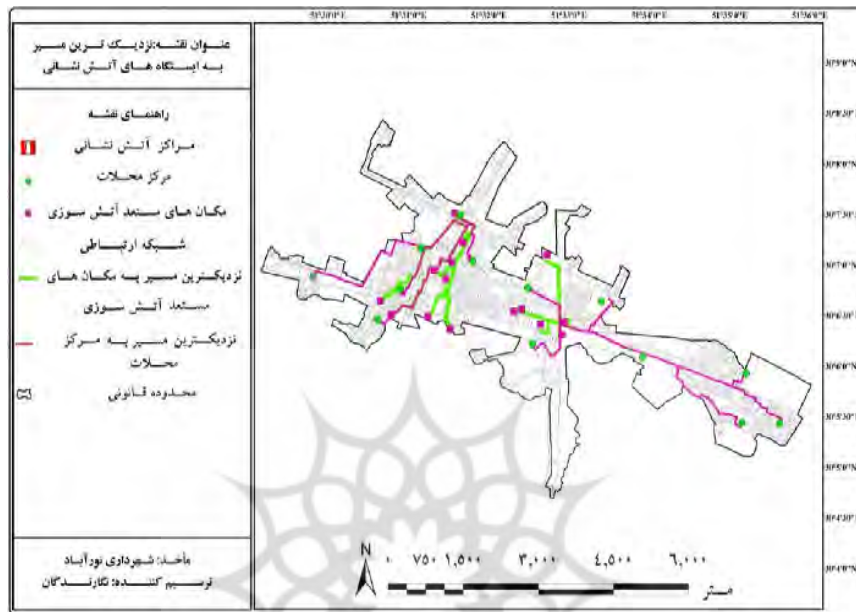 عنوان نقشه:نزدیک ترین مسیر
به ایستگاه های آتش نشانی
راهنمای نقشه
مراکز آتش نشانی
مرکز محلات
مکان های مستعد آتش سوزی
شبکه ارتباطی
نزدیکترین مسیر به مکان های
مستعد آتش سوزی
نزدیکترین مسیر به مرکز
محلات
محدوده قانونی
مأخذ: شهرداری نورآباد
ترسیم کننده: نگارندگان
N
۰ ۷۵۰ ۱,۵۰۰ ۳,۰۰۰ ۴,۵۰۰ ۶,۰۰۰
متر